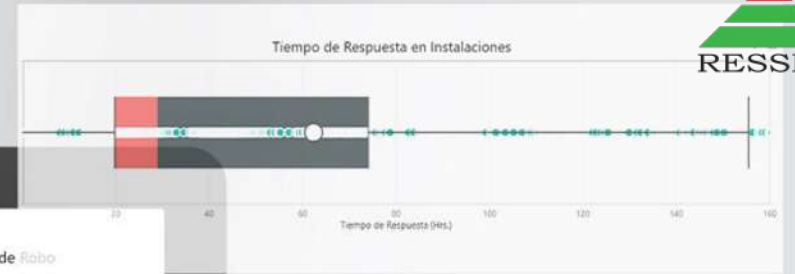 Tiempo de Respuesta en Instalaciones
RESSI
20 40 60 80 100 120 140 160
Tiempo de Respuesta (Hrs.)
de Robo